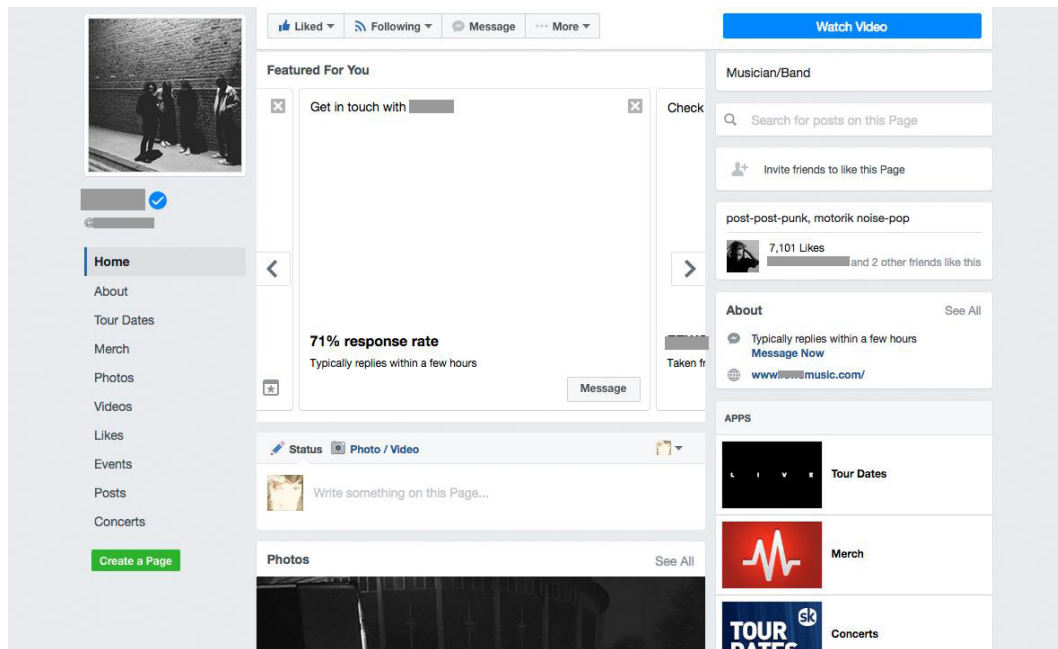 Liked
Following
Message
More
Watch Video
@
Home
About
Tour Dates
Merch
Photos
Videos
Likes
Events
Posts
Concerts
Create a Page
Featured For You
Get in touch with
Check
71% response rate
Typically replies within a few hours
Message
Taken fr
Status
Photo / Video
Write something on this Page...
Photos
See All
Musician/Band
Search for posts on this Page
Invite friends to like this Page
post-post-punk, motorik noise-pop
7,101 Likes
and 2 other friends like this
About
See All
Typically replies within a few hours
Message Now
www music.com/
APPS
LIVE
Tour Dates
Merch
sk
TOUR
DATES
Concerts